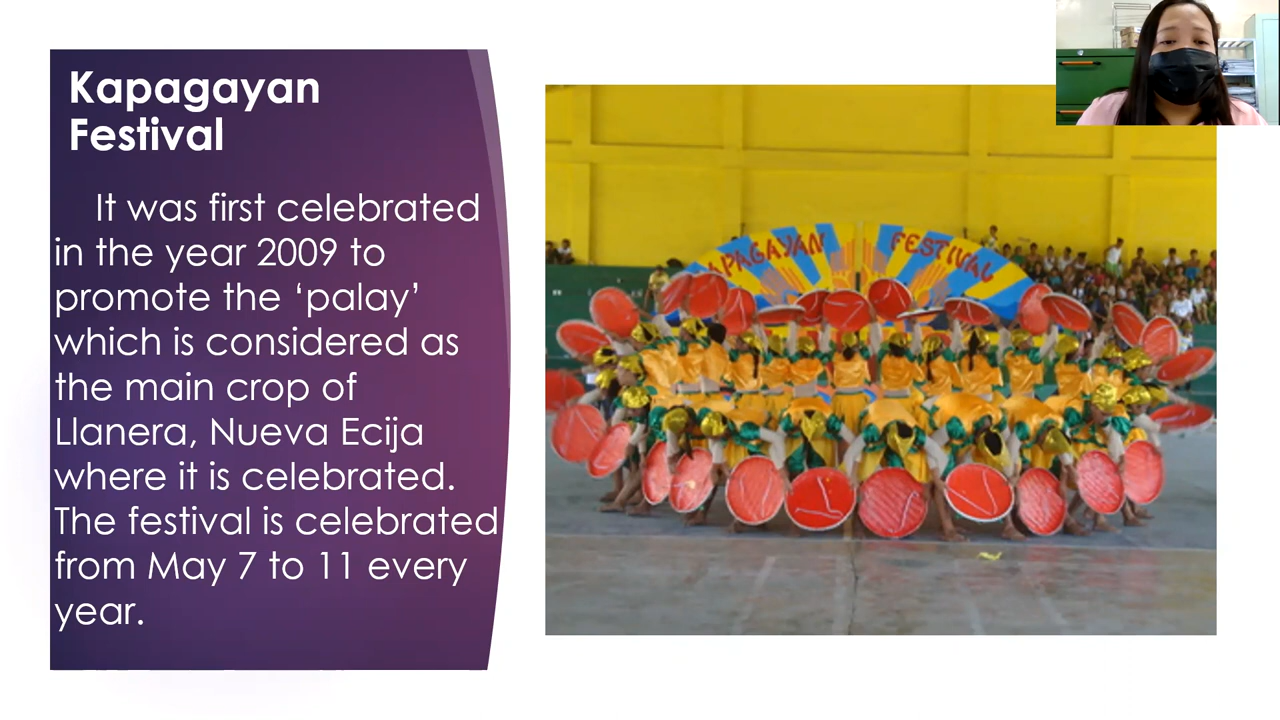 Kapagayan
Festival
It was first celebrated
in the year 2009 to
promote the ‘palay’
which is considered as
the main crop of
Llanera, Nueva Ecija
where it is celebrated.
The festival is celebrated
from May 7 to 11 every
year.
APAGAYAN FESTIVAL